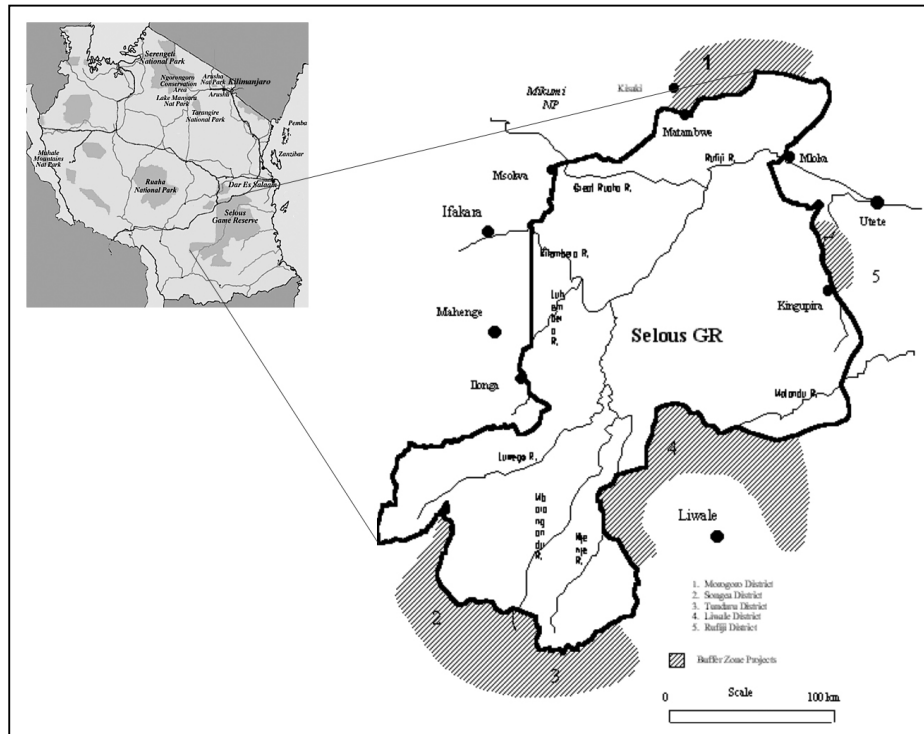 Serengeti
National Park
Ngorongoro
Conservation
Area
Arusha
Nat Park
Kilimanjaro
Arusha
Lake Manyara
Nat Park
Tarangire
National Park
Pemba
Zanzibar
Mahale
Mountains
Nat Park
Ruaha
National Park
Dar Es Salaam
Selous
Game Reserve
1
Kisaki
Mikumi
NP
Matambwe
Rufiji R.
Mloka
Msolwa
Great Ruaha R.
Utete
Ifakara
Kilombero R.
5
Kingupira
Mahenge
Selous GR
Ilonga
Matandu R.
4
Luwego R.
Liwale
2
3
1. Morogoro District
2. Songea District
3. Tunduru District
4. Liwale District
5. Rufiji District
Buffer Zone Projects
0 Scale 100 km